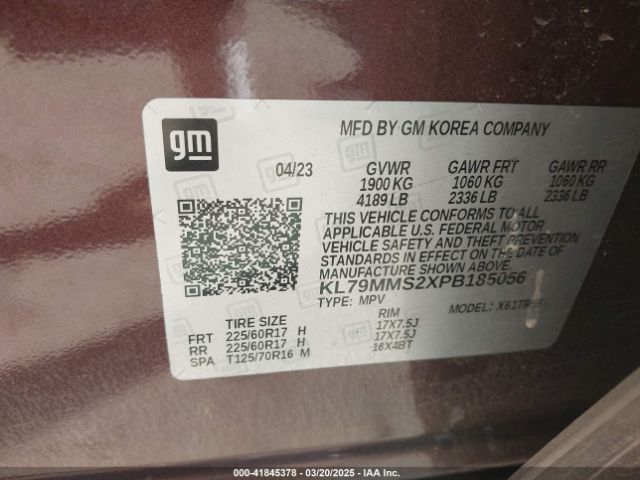 gm
MFD BY GM KOREA COMPANY
04/23 GVWR GAWR FRT GAWR RR
1900 KG 1060 KG 1060 KG
4189 LB 2336 LB 2336 LB
THIS VEHICLE CONFORMS TO ALL
APPLICABLE U.S. FEDERAL MOTOR
VEHICLE SAFETY AND THEFT PREVENTION
STANDARDS IN EFFECT ON THE DATE OF
MANUFACTURE SHOWN ABOVE.
KL79MMS2XPB185056
TYPE: MPV MODEL:
TIRE SIZE RIM
FRT 225/60R17 H 17X7.5J
RR 225/60R17 H 17X7.5J
SPA T125/70R16 M 16X4BT
000-41845378 - 03/20/2025 - IAA Inc.